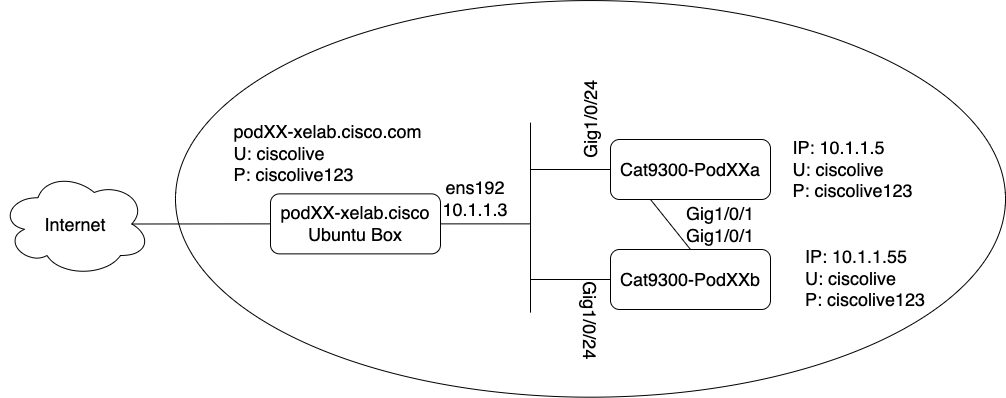 podXX-xelab.cisco.com
U: ciscolive
P: ciscolive123
Internet
podXX-xelab.cisco
Ubuntu Box
ens192
10.1.1.3
Gig1/0/24
Cat9300-PodXXa
IP: 10.1.1.5
U: ciscolive
P: ciscolive123
Gig1/0/1
Gig1/0/1
Cat9300-PodXXb
IP: 10.1.1.55
U: ciscolive
P: ciscolive123
Gig1/0/24